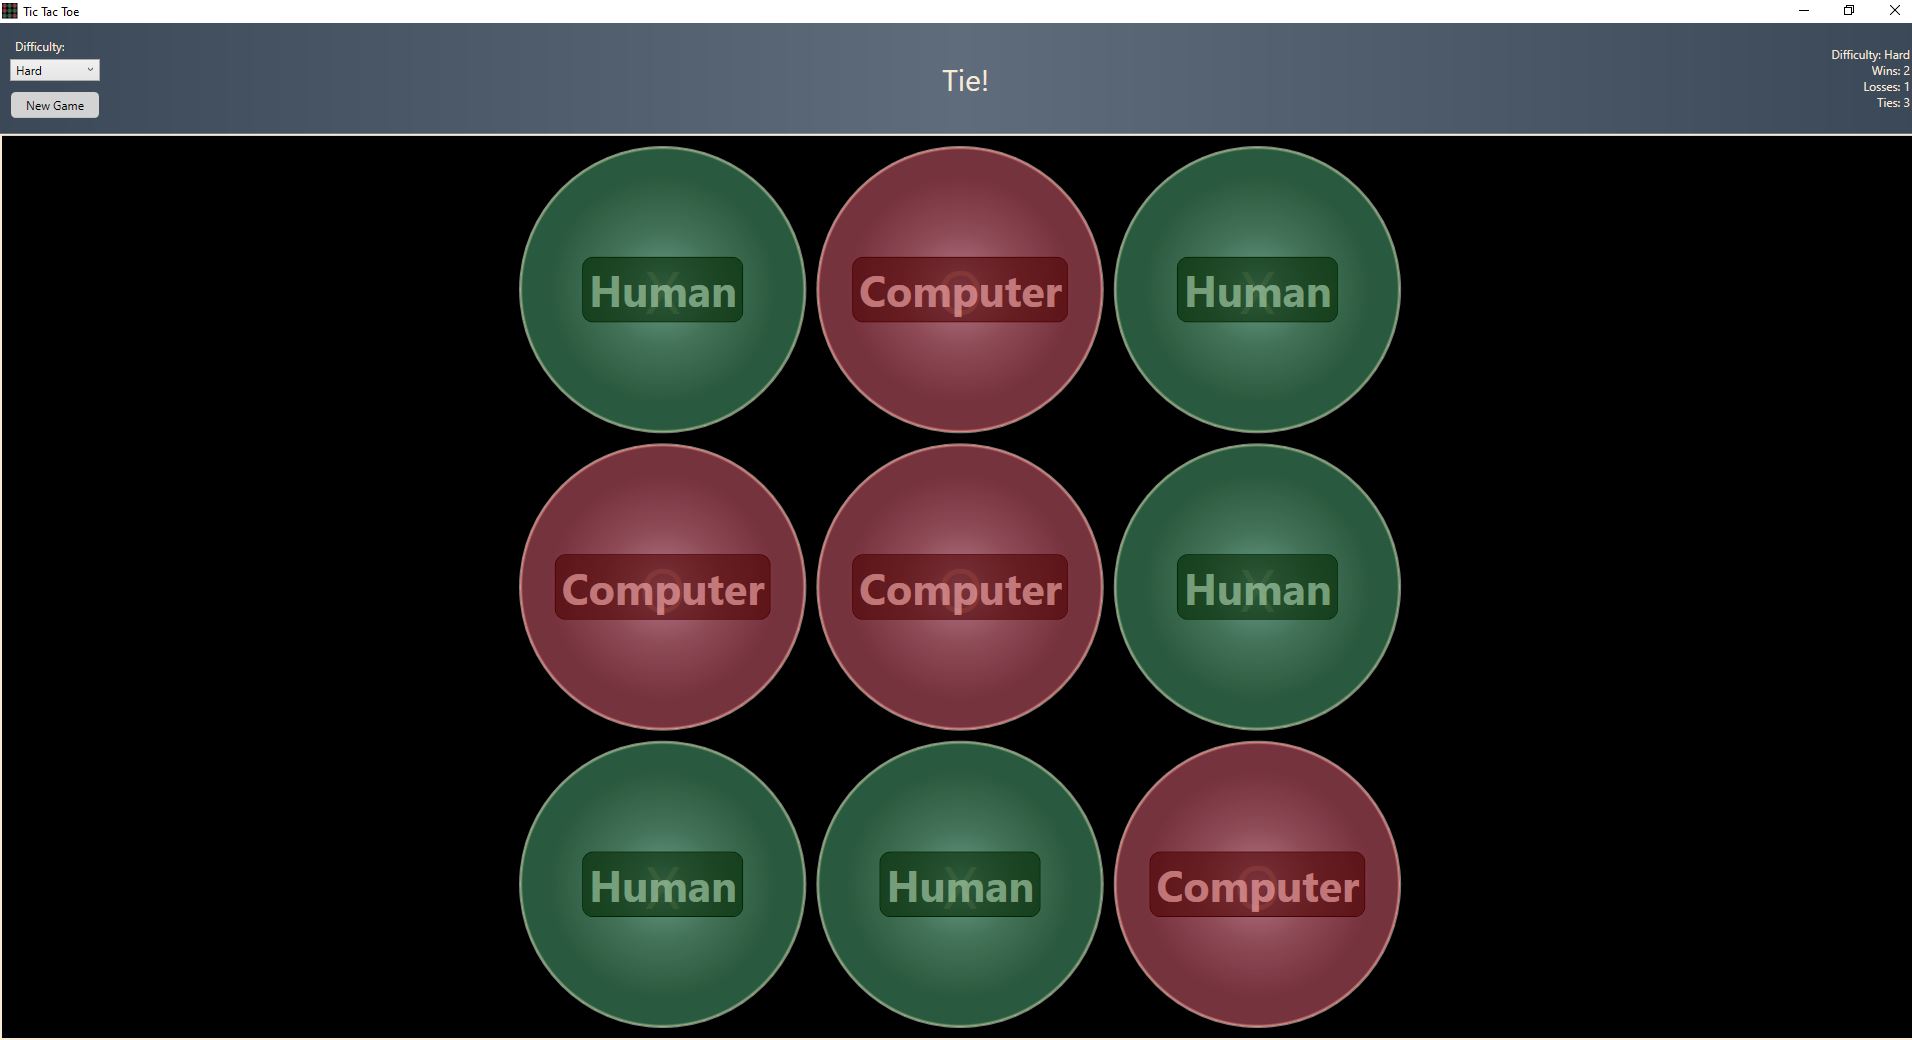 Tic Tac Toe
Difficulty:
Hard
New Game
Tie!
Difficulty: Hard
Wins: 2
Losses: 1
Ties: 3
Human Computer Human
Computer Computer Human
Human Human Computer